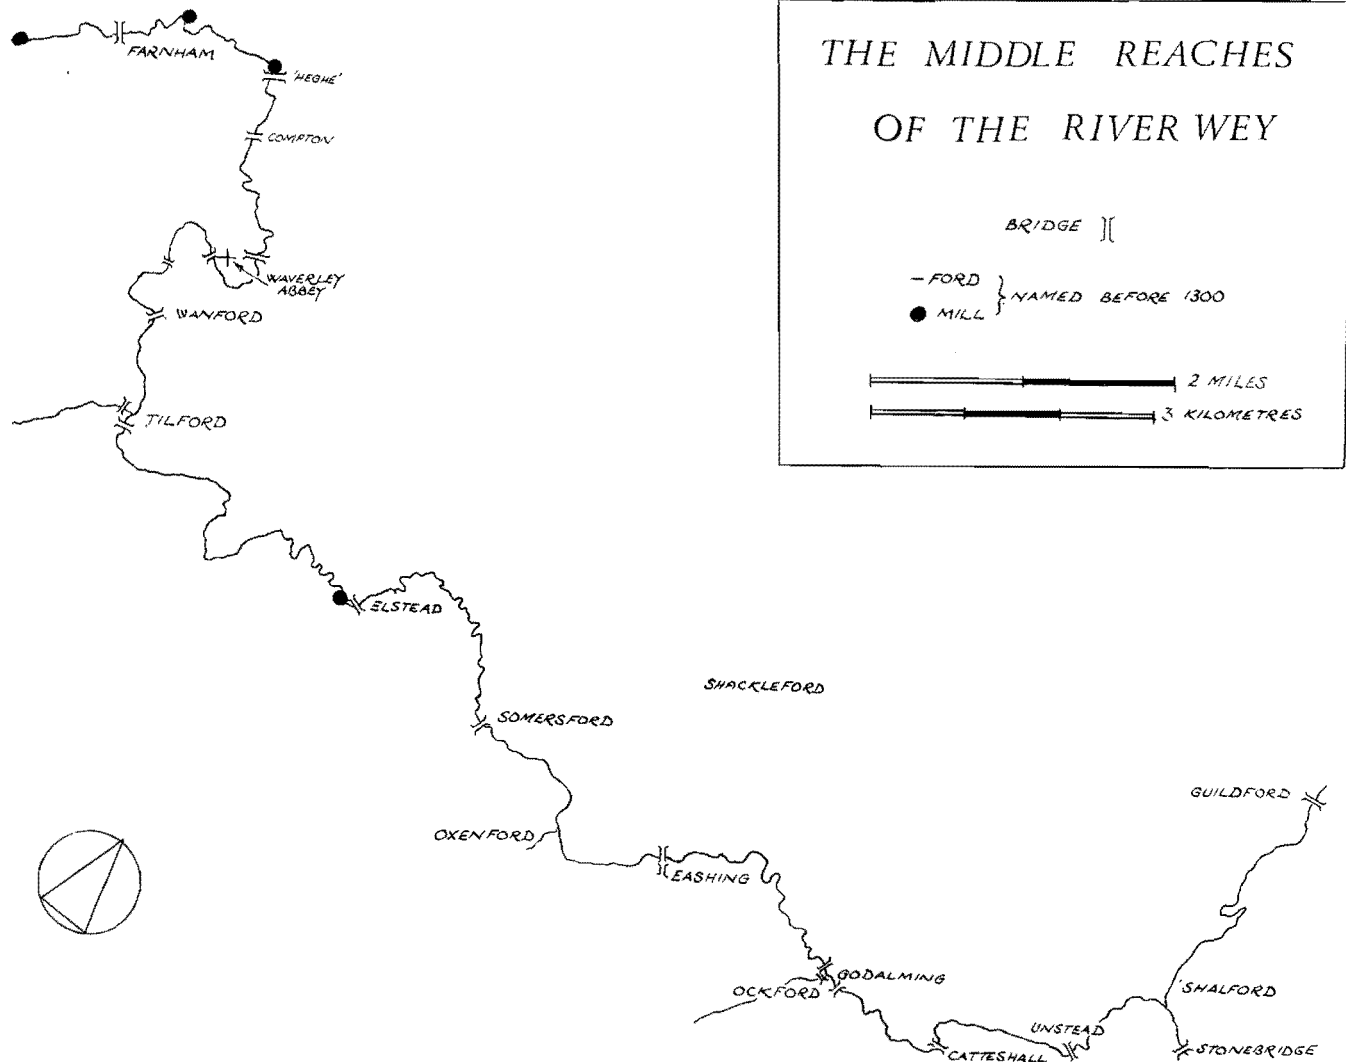 THE MIDDLE REACHES
OF THE RIVER WEY
BRIDGE
– FORD
MILL
NAMED BEFORE 1300
2 MILES
3 KILOMETRES
FARNHAM
'HEGHE'
COMPTON
WAVERLEY
ABBEY
WANFORD
TILFORD
ELSTEAD
SHACKLEFORD
SOMERSFORD
GUILDFORD
OXENFORD
EASHING
GODALMING
OCKFORD
'SHALFORD
UNSTEAD
CATTESHALL
STONEBRIDGE